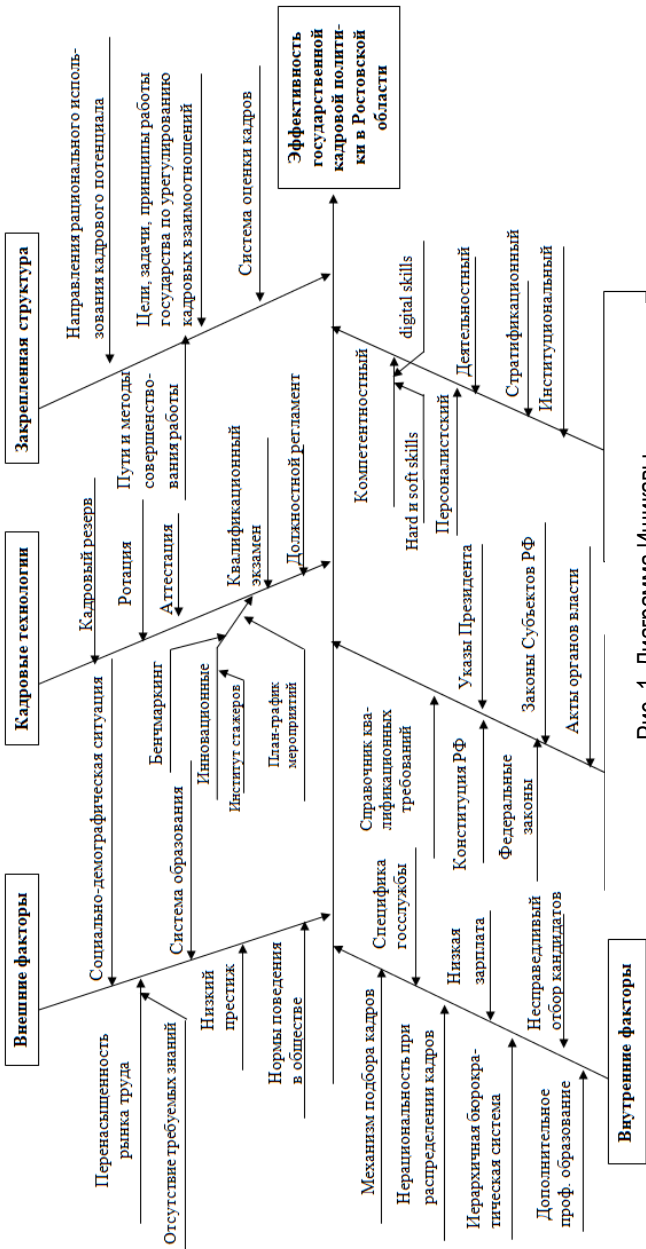 Внешние факторы
Кадровые технологии
Закрепленная структура
Перенасыщенность
рынка труда
Отсутствие требуемых знаний
Социально-демографическая ситуация
Система образования
Низкий
престиж
Нормы поведения
в обществе
Кадровый резерв
Ротация
Аттестация
Бенчмаркинг
Инновационные
Институт стажеров
План-график
мероприятий
Квалификационный
экзамен
Должностной регламент
Направления рационального исполь-
зования кадрового потенциала
Пути и методы
совершенство-
вания работы
Цели, задачи, принципы работы
государства по урегулированию
кадровых взаимоотношений
Система оценки кадров
Эффективность
государственной
кадровой полити-
ки в Ростовской
области
Механизм подбора кадров
Нерациональность при
распределении кадров
Иерархичная бюрокра-
тическая система
Дополнительное
проф. образование
Специфика
госслужбы
Низкая
зарплата
Несправедливый
отбор кандидатов
Внутренние факторы
Справочник ква-
лификационных
требований
Конституция РФ
Федеральные
законы
Указы Президента
Законы Субъектов РФ
Акты органов власти
Компетентностный
Hard и soft skills
digital skills
Персоналистский
Деятельностный
Стратификационный
Институциональный
Рис. 1. Диаграмма Ишикавы